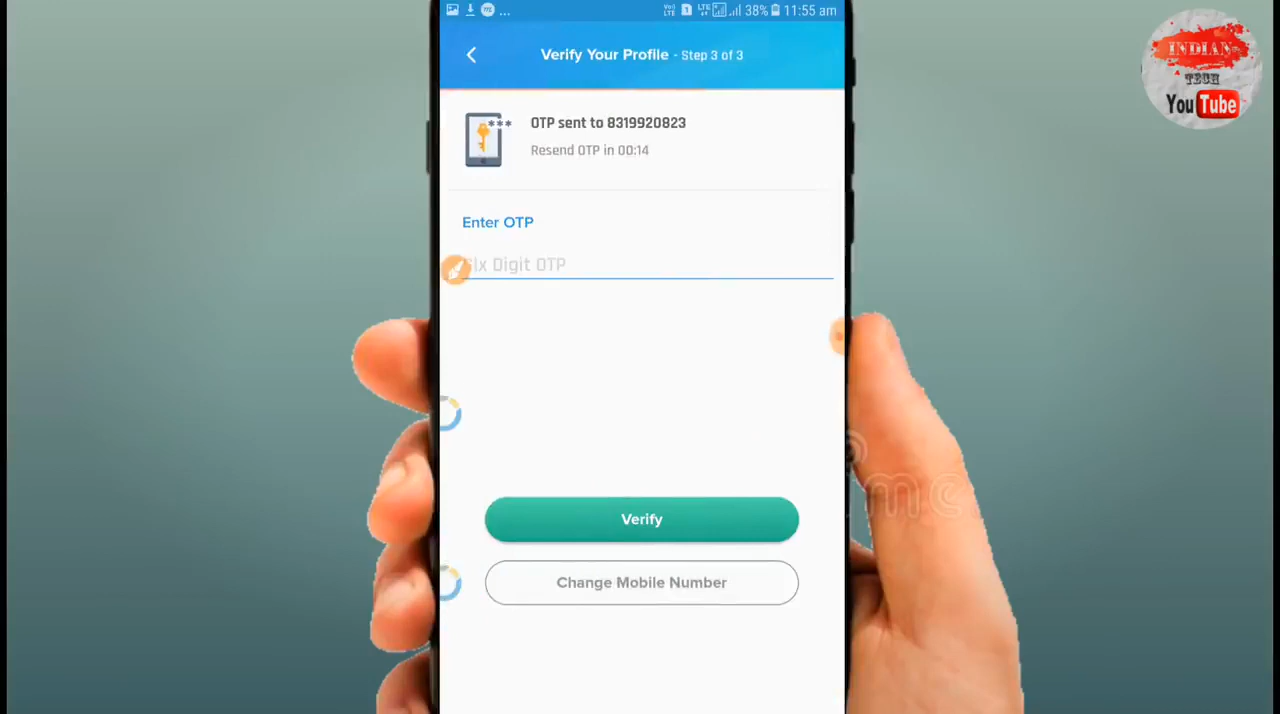 ... 38% 11:55 am
Verify Your Profile - Step 3 of 3
INDIAN
TECH
YouTube
*** OTP sent to 8319920823
Resend OTP in 00:14
Enter OTP
Six Digit OTP
Verify
Change Mobile Number